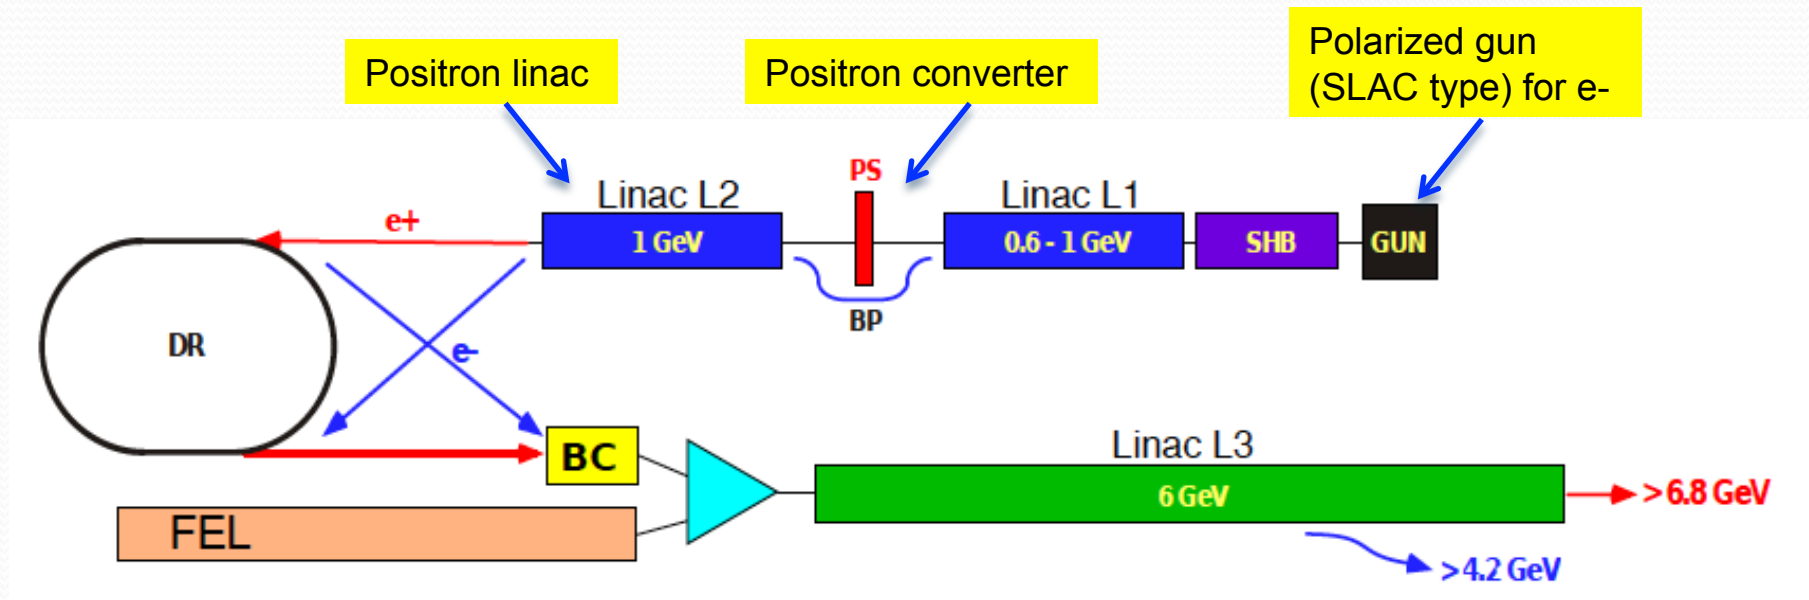 Positron linac
Positron converter
Polarized gun
(SLAC type) for e-
PS
Linac L2
Linac L1
e+
1 GeV
0.6 - 1 GeV
SHB
GUN
BP
DR
e-
BC
Linac L3
6 GeV
>6.8 GeV
FEL
>4.2 GeV